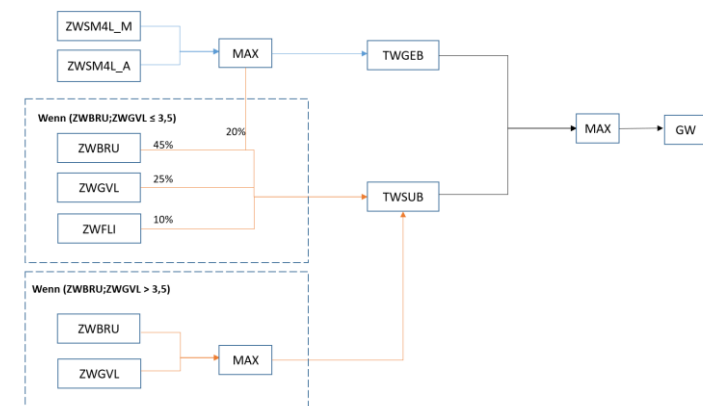 ZWSM4L_M
ZWSM4L_A
MAX
TWGEB
Wenn (ZWBRU;ZWGVL ≤ 3,5)
20%
ZWBRU
45%
ZWGVL
25%
ZWFLI
10%
TWSUB
MAX
GW
Wenn (ZWBRU;ZWGVL > 3,5)
ZWBRU
ZWGVL
MAX